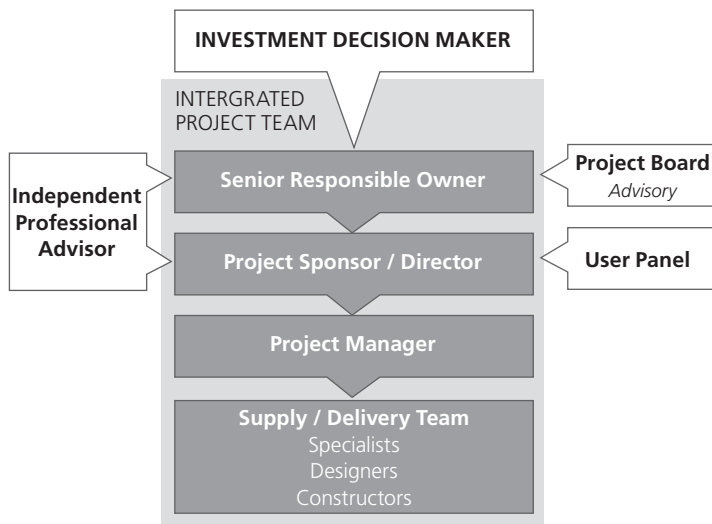 INVESTMENT DECISION MAKER
INTERGRATED
PROJECT TEAM
Senior Responsible Owner
Project Board
Advisory
Independent
Professional
Advisor
Project Sponsor / Director
User Panel
Project Manager
Supply / Delivery Team
Specialists
Designers
Constructors